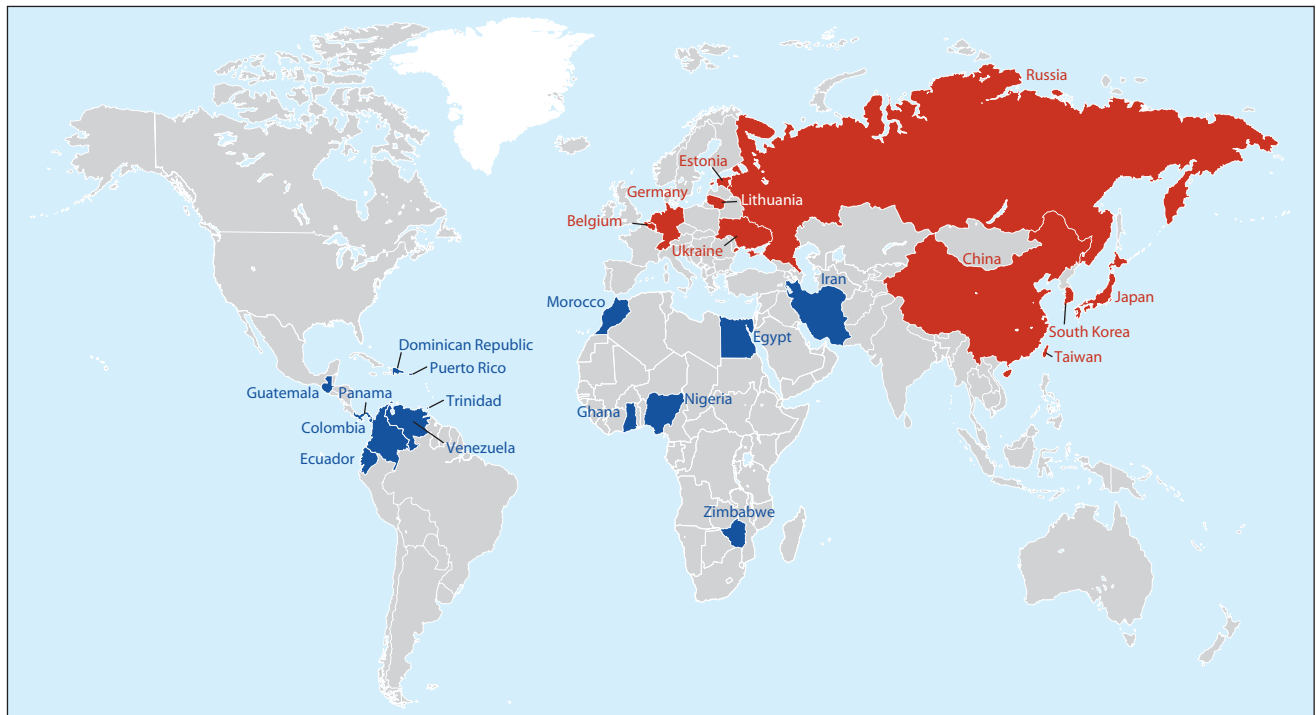 Russia
Estonia
Germany
Lithuania
Belgium
Ukraine
China
Iran
Japan
Morocco
South Korea
Egypt
Dominican Republic
Taiwan
Puerto Rico
Guatemala
Panama
Trinidad
Nigeria
Ghana
Colombia
Venezuela
Ecuador
Zimbabwe